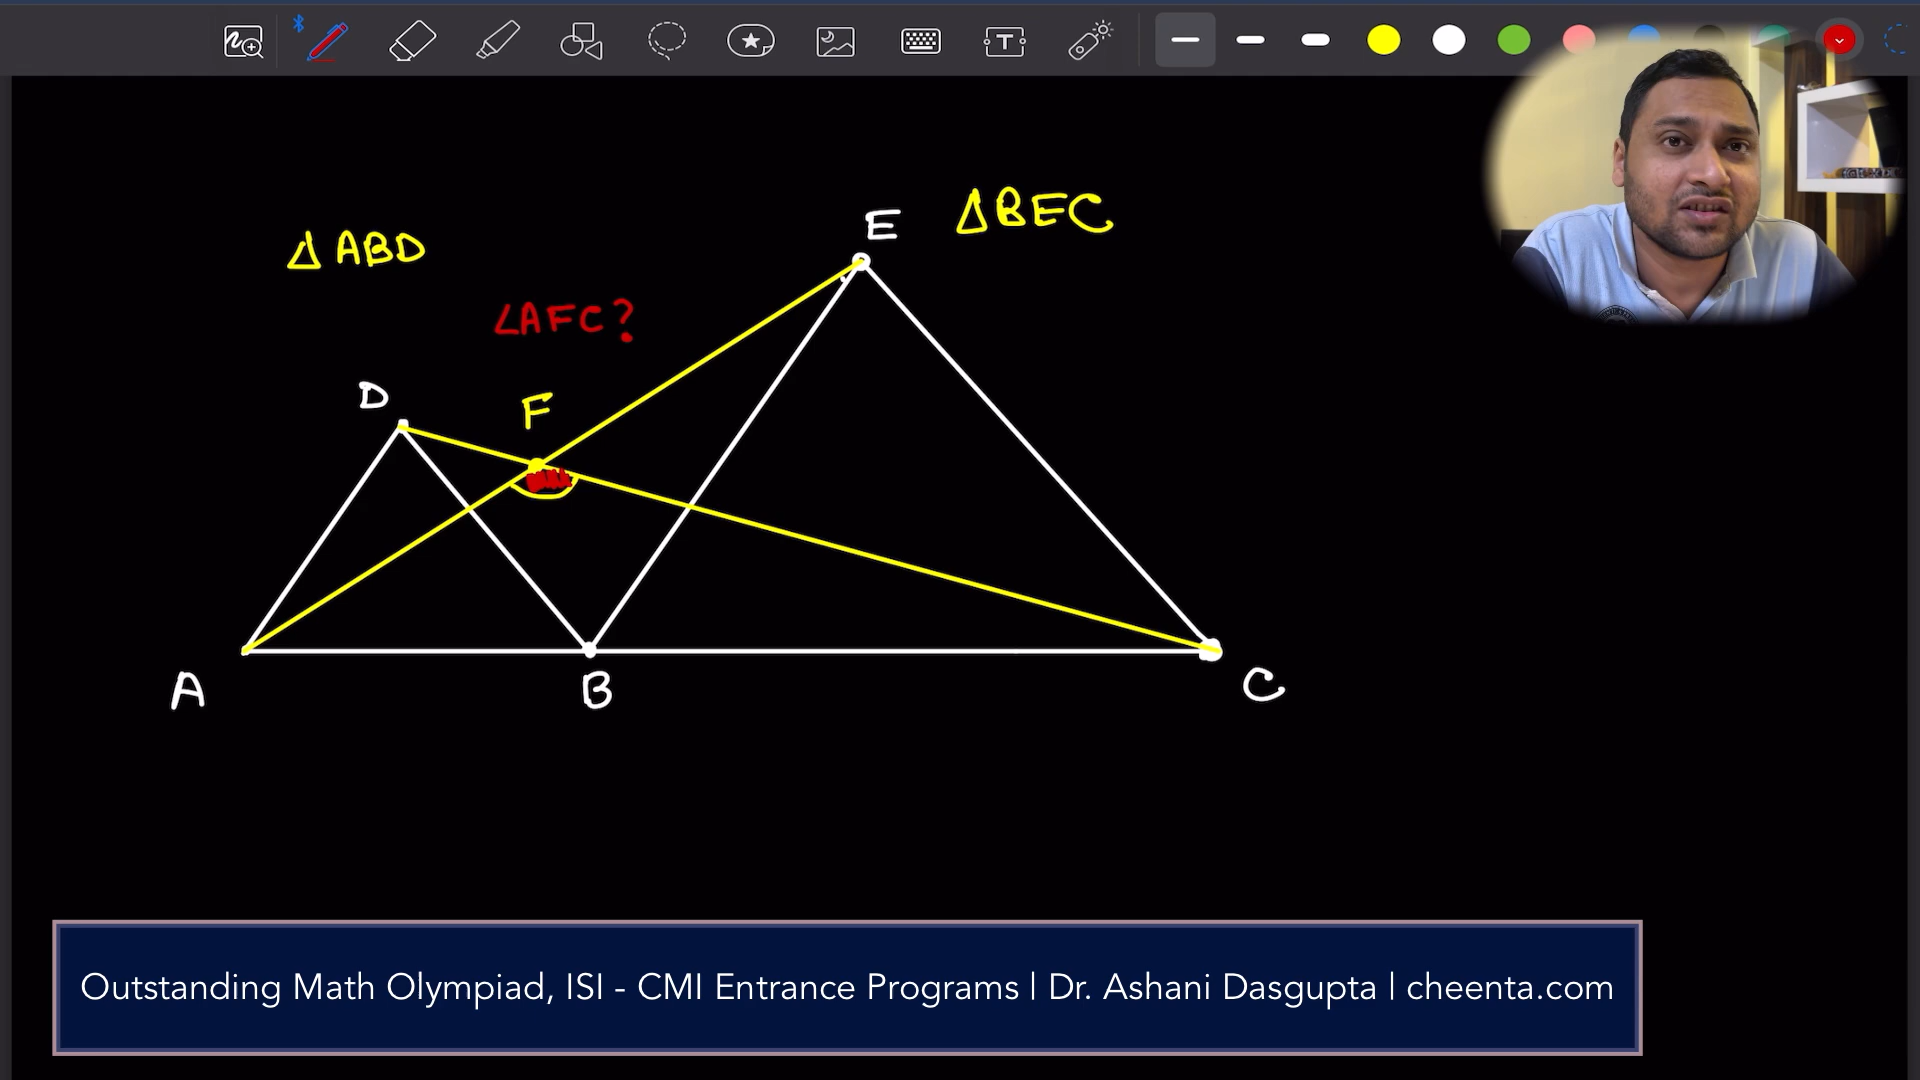 E
△BEC
△ABD
∠AFC?
D
F
A
B
C
Outstanding Math Olympiad, ISI - CMI Entrance Programs | Dr. Ashani Dasgupta | cheenta.com